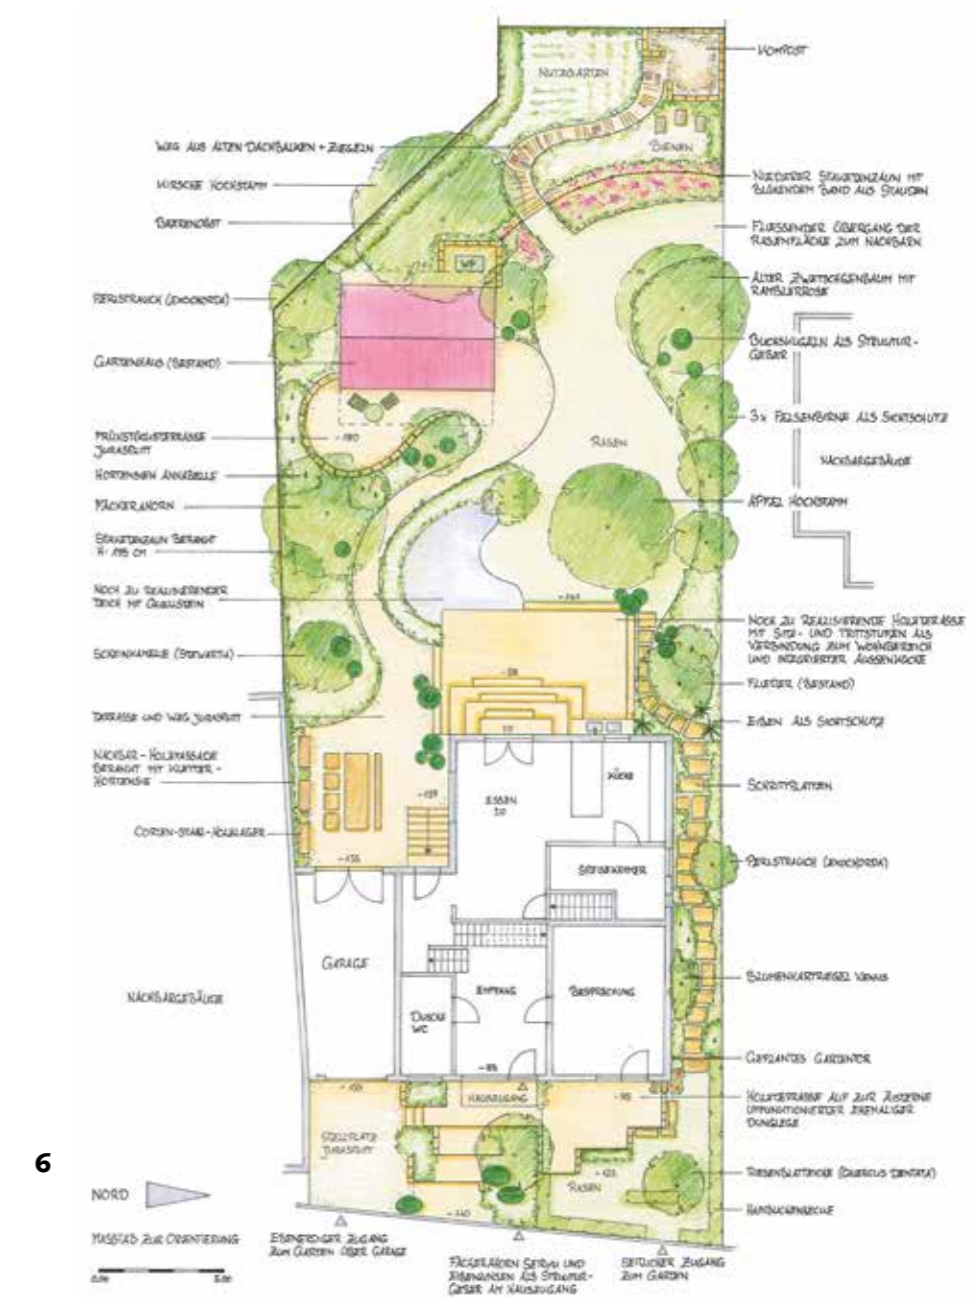 KOMPOST
NUTZGARTEN
BIENEN
WEG AUS ALTEN DACHBALKEN + ZIEGELN
KIRSCHE HOCHSTAMM
BEERENOBST
NIEDERER STAKETENZAUN MIT
BLÜHENDEM BAND AUS STAUDEN
FLIESSENDER ÜBERGANG DER
RASENFLÄCHE ZUM NACHBARN
WP
PERLSTRAUCH (EXOCHORDA)
GARTENHAUS (BESTAND)
ALTER ZWETSCHGENBAUM MIT
RAMBLERROSE
BUCHSKUGELN ALS STRUKTUR-
GEBER
3x FELSENBIRNE ALS SICHTSCHUTZ
NACHBARGEBÄUDE
FRÜHSTÜCKSTERRASSE
JURASPLITT
HORTENSIEN ANNABELLE
FÄCHERAHORN
STAKETENZAUN BERANKT
RASEN
APFEL HOCHSTAMM
NOCH ZU REALISIERENDER
TEICH MIT QUELLSTEIN
NOCH ZU REALISIERENDE HOLZTERRASSE
MIT SITZ- UND TRITTSTUFEN ALS
VERBINDUNG ZUM WOHNBEREICH
UND INTEGRIERTER AUSSENKÜCHE
SCHEINKAMELIE (STEWARTIA)
FLIEDER (BESTAND)
TERRASSE UND WEG JURASPLITT
EIBEN ALS SICHTSCHUTZ
NACHBAR-HOLZFASSADE
BERANKT MIT KLETTER-
HORTENSIE
CORTEN-STAHL-HOLZLAGER
ESSEN
KÜCHE
SCHRITTPLATTEN
SPEISEKAMMER
PERLSTRAUCH (EXOCHORDA)
GARAGE
NACHBARGEBÄUDE
EMPFANG
BESPRECHUNG
DUSCHE
WC
BLUMENHARTRIEGEL VENUS
GEPLANTES GARTENTOR
HAUSZUGANG
HOLZTERRASSE AUF ZUR ZISTERNE
UMFUNKTIONIERTER EHEMALIGER
DUNGLEGE
STELLPLATZ
JURASPLITT
RASEN
RIESENBLATTEICHE (QUERCUS DENTATA)
HAINBUCHENHECKE
6
NORD
MASSTAB ZUR ORIENTIERUNG
EBENERDIGER ZUGANG
ZUM GARTEN ÜBER GARAGE
FÄCHERAHORN SEIRYU UND
EIBENKISSEN ALS STRUKTUR-
GEBER AM HAUSZUGANG
SEITLICHER ZUGANG
ZUM GARTEN